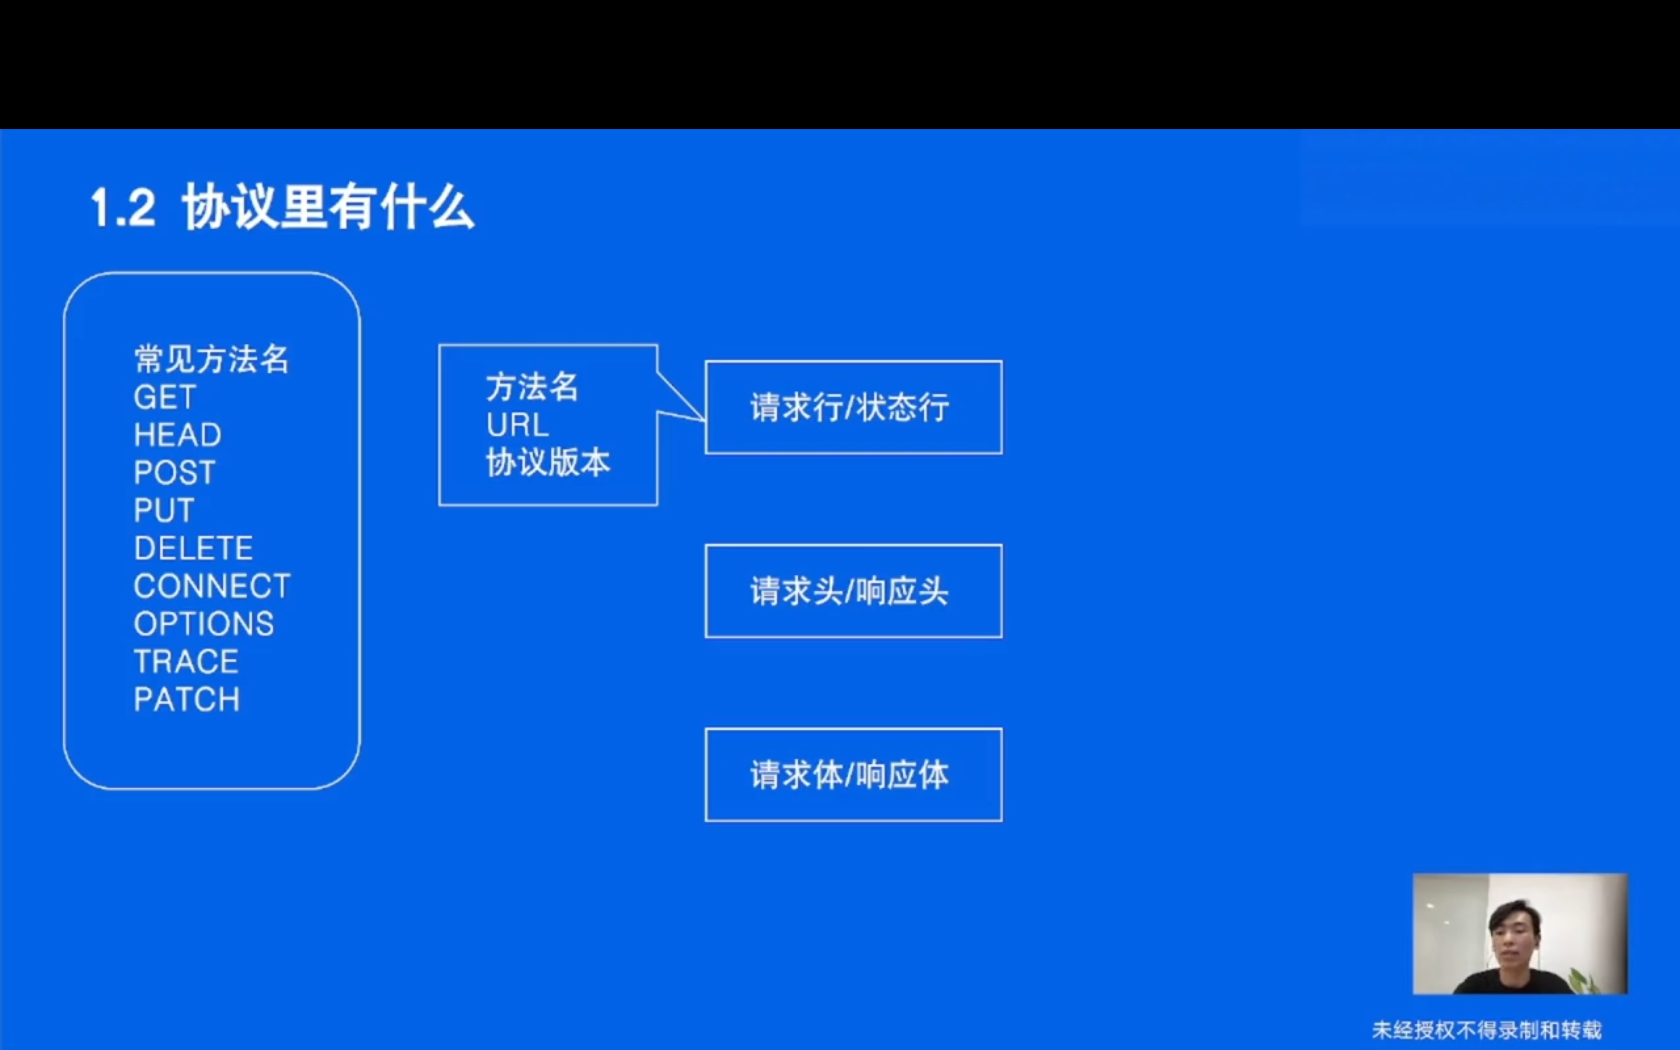 1.2 协议里有什么
常见方法名
GET
HEAD
POST
PUT
DELETE
CONNECT
OPTIONS
TRACE
PATCH
方法名
URL
协议版本
请求行/状态行
请求头/响应头
请求体/响应体
未经授权不得录制和转载